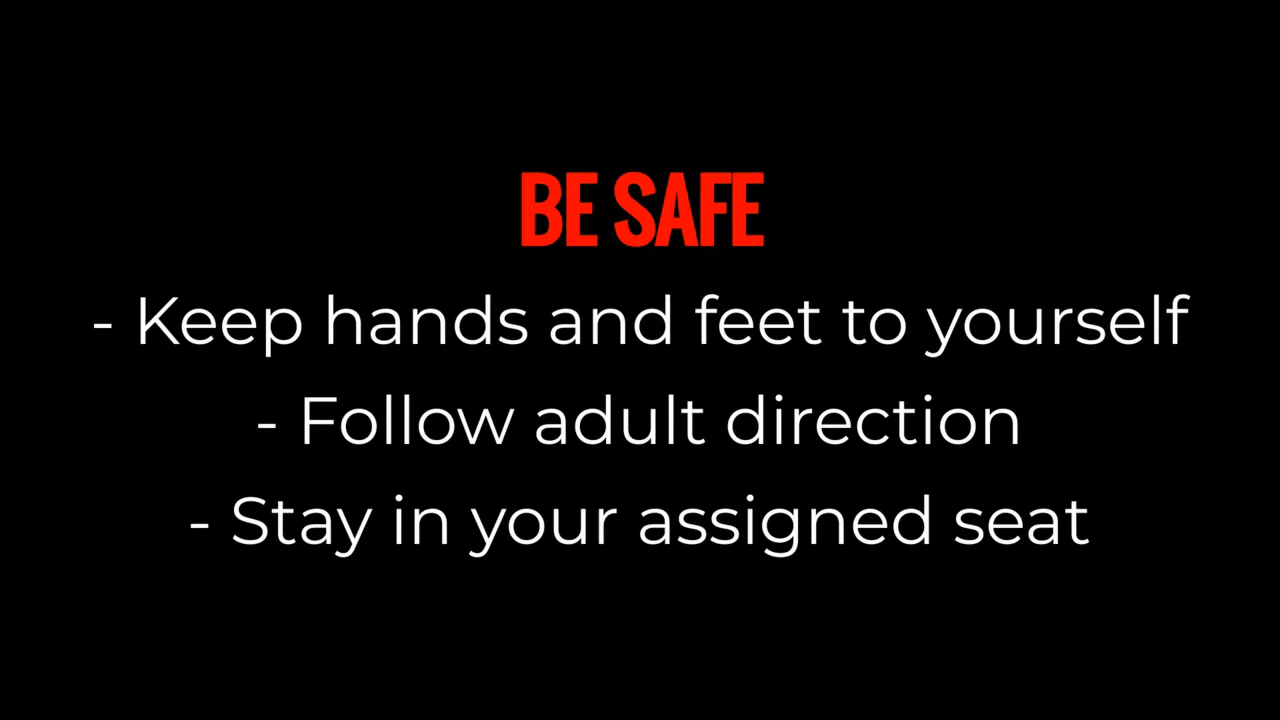 BE SAFE
- Keep hands and feet to yourself
- Follow adult direction
- Stay in your assigned seat